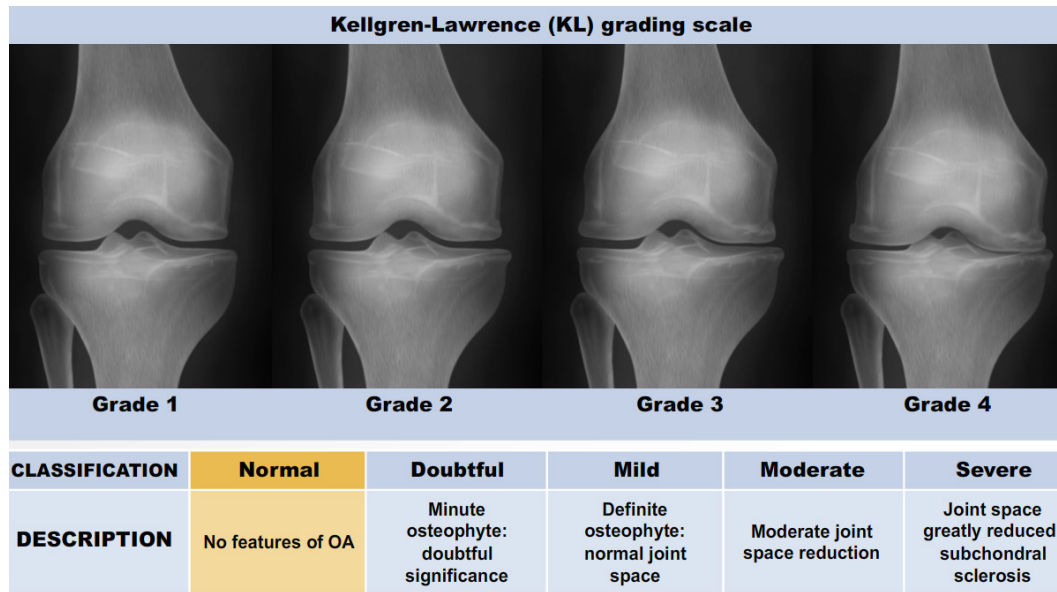 Kellgren-Lawrence (KL) grading scale
Grade 1 Grade 2 Grade 3 Grade 4
CLASSIFICATION Normal Doubtful Mild Moderate Severe
DESCRIPTION
No features of OA
Minute
osteophyte:
doubtful
significance
Definite
osteophyte:
normal joint
space
Moderate joint
space reduction
Joint space
greatly reduced
subchondral
sclerosis